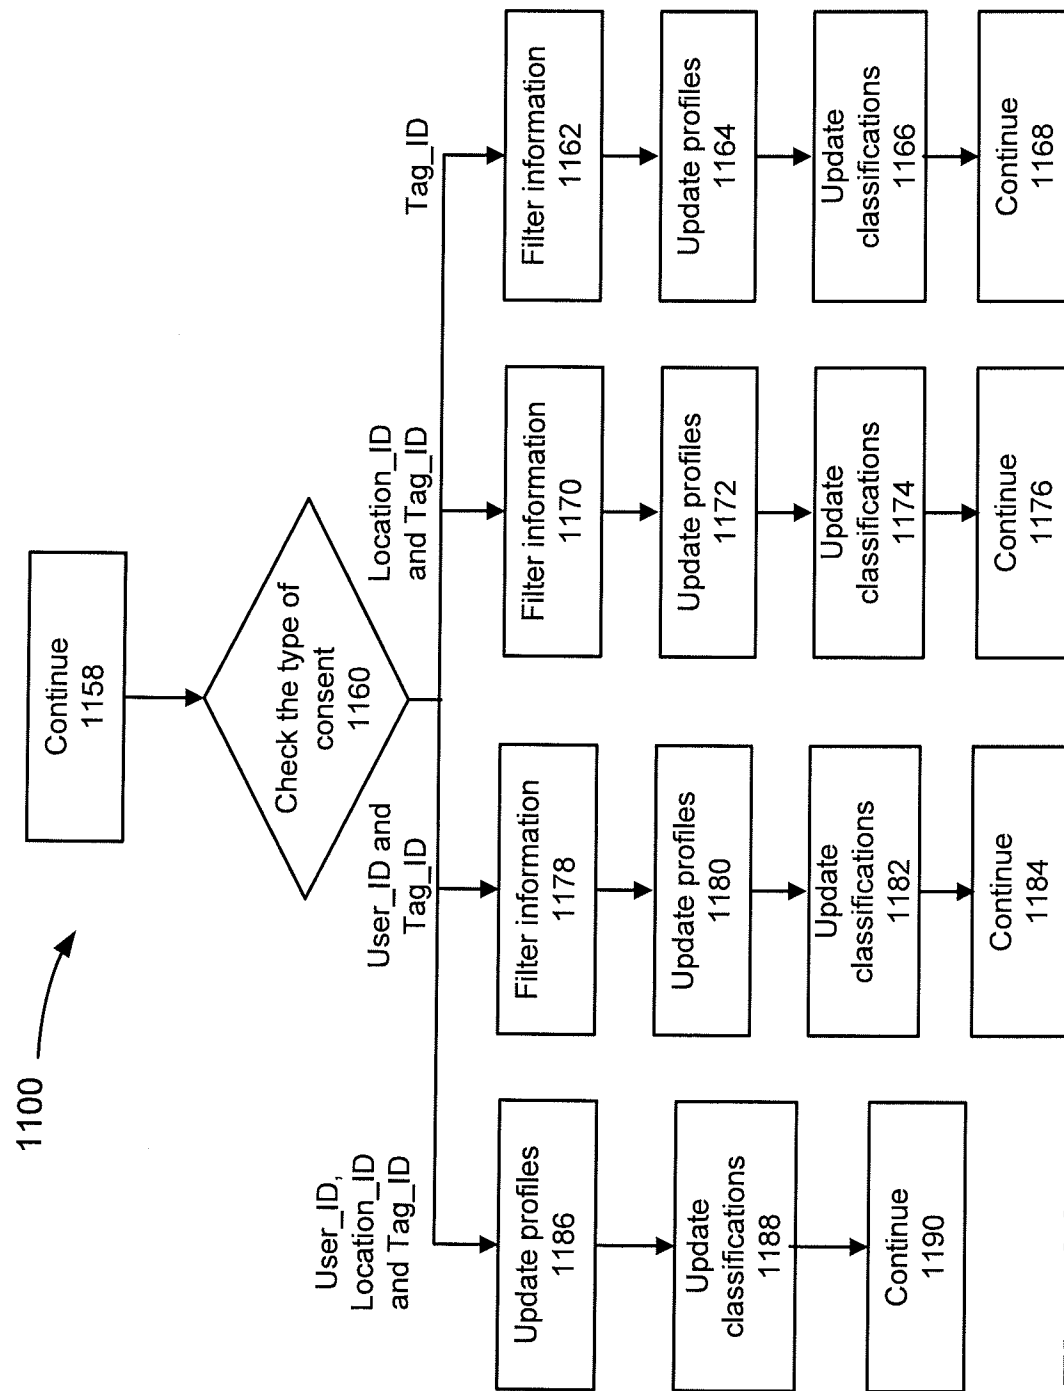 1100
Continue
1158
Check the type of
consent
1160
User_ID,
Location_ID
and Tag_ID
Update profiles
1186
Update
classifications
1188
Continue
1190
User_ID and
Tag_ID
Filter information
1178
Update profiles
1180
Update
classifications
1182
Continue
1184
Location_ID
and Tag_ID
Filter information
1170
Update profiles
1172
Update
classifications
1174
Continue
1176
Tag_ID
Filter information
1162
Update profiles
1164
Update
classifications
1166
Continue
1168